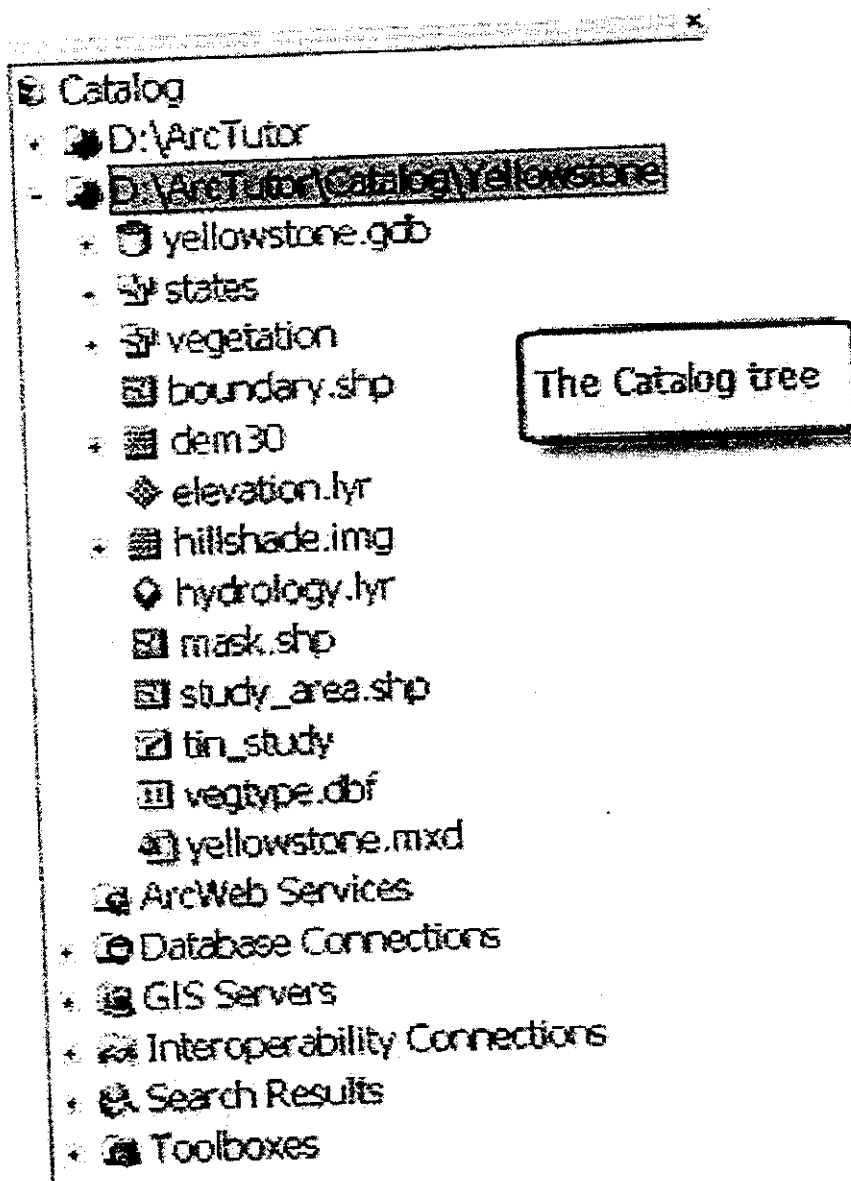 Catalog
D:\ArcTutor
D:\ArcTutor\Catalog\Yellowstone
yellowstone.gdb
states
vegetation
boundary.shp
The Catalog tree
dem30
elevation.lyr
hillshade.img
hydrology.lyr
mask.shp
study_area.shp
tin_study
vegtype.dbf
yellowstone.mxd
ArcWeb Services
Database Connections
GIS Servers
Interoperability Connections
Search Results
Toolboxes